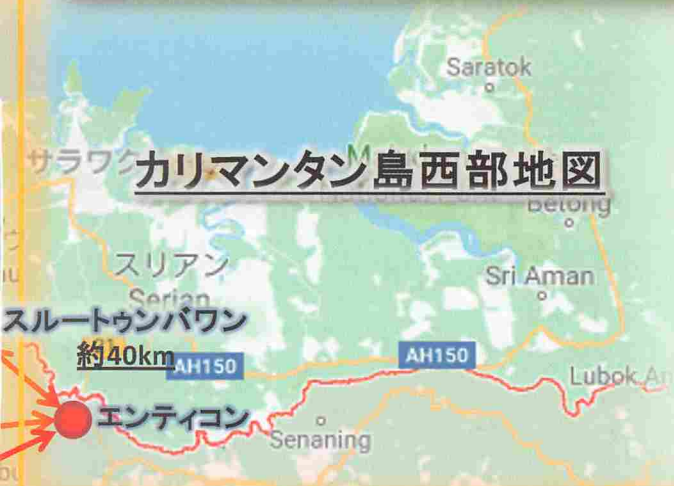 Saratok
サラワク
カリマンタン島西部地図
Betong
スリアン
Serian
Sri Aman
スルートゥンバワン
約40km
AH150
AH150
Lubok An
エンティコン
Senaning